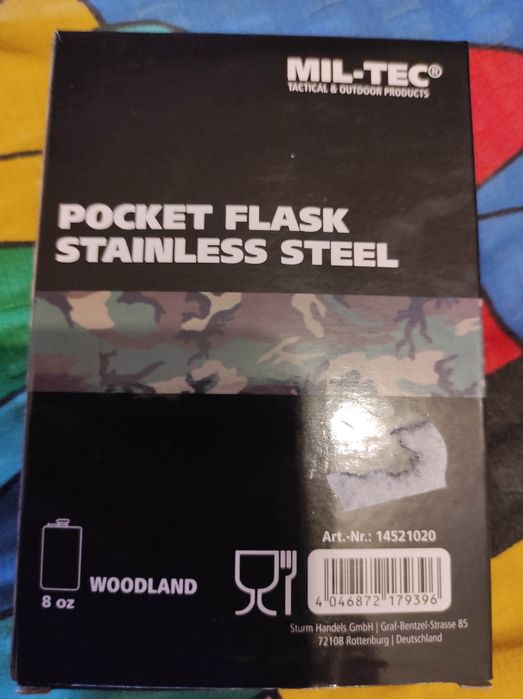 MIL-TEC®
TACTICAL & OUTDOOR PRODUCTS
POCKET FLASK
STAINLESS STEEL
Art.-Nr.: 14521020
8 oz
WOODLAND
4 046872 179396
Sturm Handels GmbH | Graf-Bentzel-Strasse 85
72108 Rottenburg | Deutschland